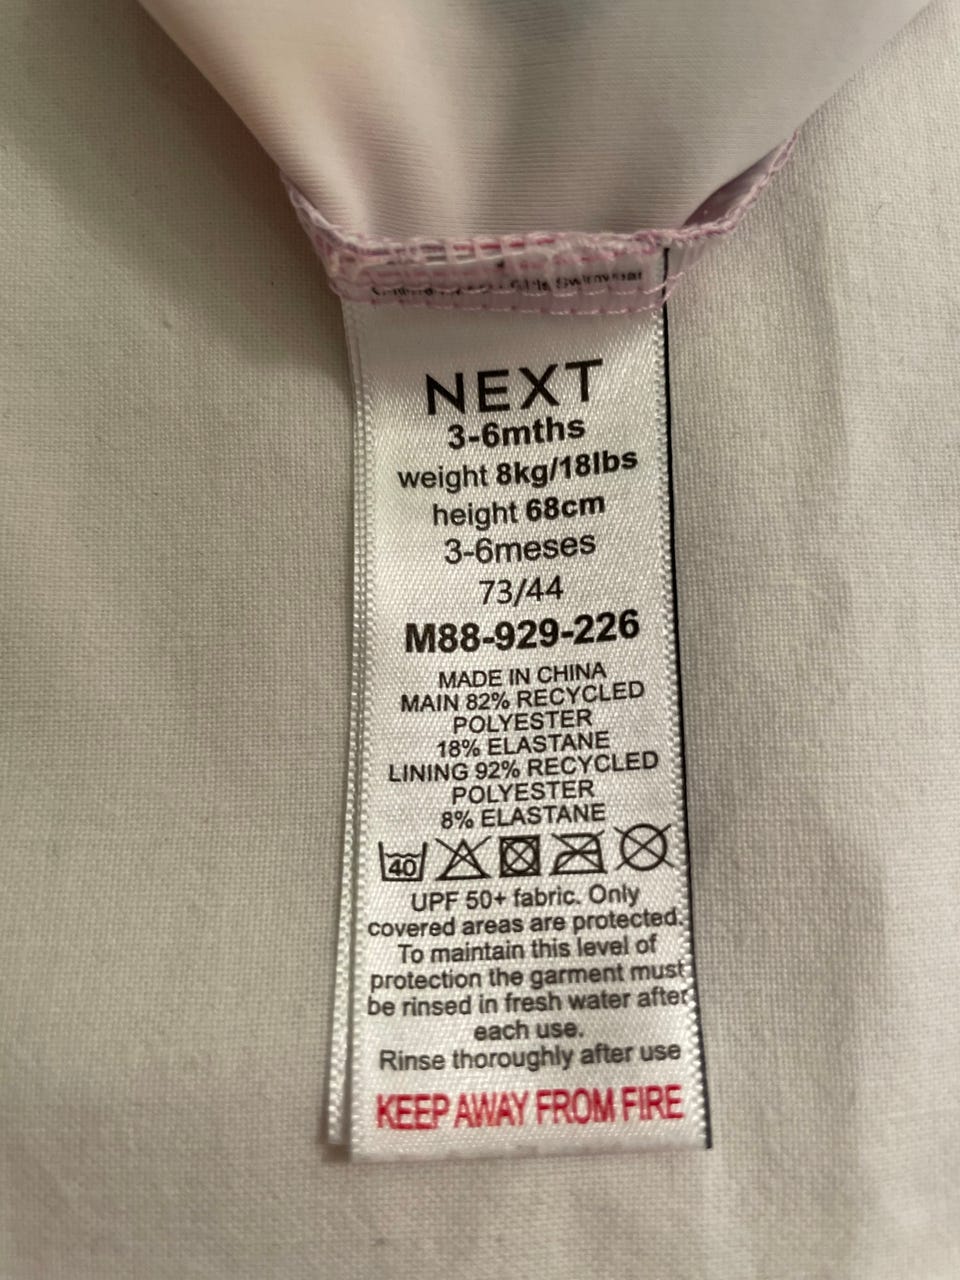 Girls Swimwear
NEXT
3-6mths
weight 8kg/18lbs
height 68cm
3-6meses
73/44
M88-929-226
MADE IN CHINA
MAIN 82% RECYCLED
POLYESTER
18% ELASTANE
LINING 92% RECYCLED
POLYESTER
8% ELASTANE
40
UPF 50+ fabric. Only
covered areas are protected.
To maintain this level of
protection the garment must
be rinsed in fresh water after
each use.
Rinse thoroughly after use
KEEP AWAY FROM FIRE